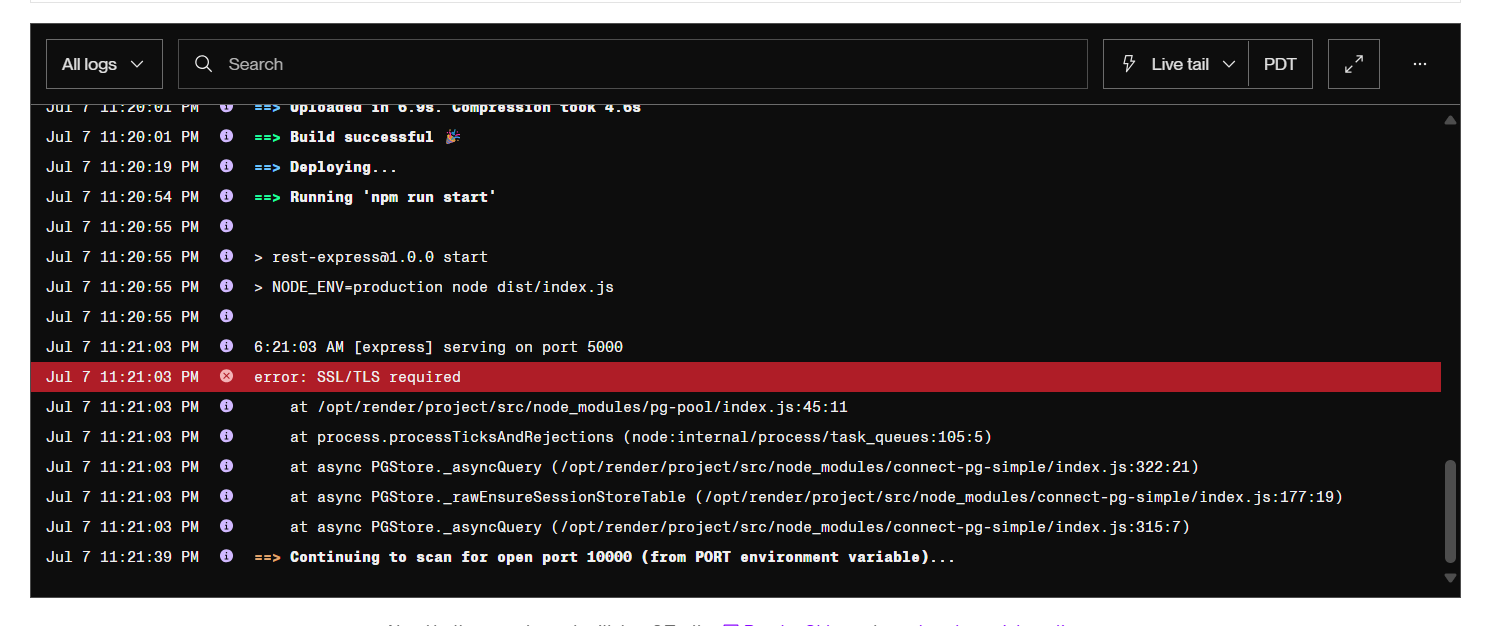 All logs
Search
Live tail
PDT
Jul 7 11:20:01 PM ==> Uploaded in 6.9s. Compression took 4.6s
Jul 7 11:20:01 PM ==> Build successful 🎉
Jul 7 11:20:19 PM ==> Deploying...
Jul 7 11:20:54 PM ==> Running 'npm run start'
Jul 7 11:20:55 PM
Jul 7 11:20:55 PM > rest-express@1.0.0 start
Jul 7 11:20:55 PM > NODE_ENV=production node dist/index.js
Jul 7 11:20:55 PM
Jul 7 11:21:03 PM 6:21:03 AM [express] serving on port 5000
Jul 7 11:21:03 PM error: SSL/TLS required
Jul 7 11:21:03 PM at /opt/render/project/src/node_modules/pg-pool/index.js:45:11
Jul 7 11:21:03 PM at process.processTicksAndRejections (node:internal/process/task_queues:105:5)
Jul 7 11:21:03 PM at async PGStore._asyncQuery (/opt/render/project/src/node_modules/connect-pg-simple/index.js:322:21)
Jul 7 11:21:03 PM at async PGStore._rawEnsureSessionStoreTable (/opt/render/project/src/node_modules/connect-pg-simple/index.js:177:19)
Jul 7 11:21:03 PM at async PGStore._asyncQuery (/opt/render/project/src/node_modules/connect-pg-simple/index.js:315:7)
Jul 7 11:21:39 PM ==> Continuing to scan for open port 10000 (from PORT environment variable)...